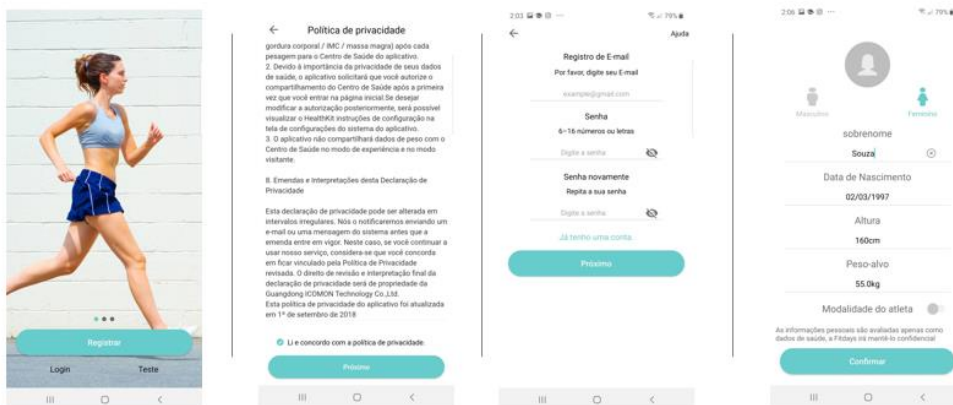 Registrar
Login
Teste
Política de privacidade
gordura corporal / IMC / massa magra) após cada
pesagem para o Centro de Saúde do aplicativo.
2. Devido à importância da privacidade de seus dados
de saúde, o aplicativo solicitará que você autorize o
compartilhamento do Centro de Saúde após a primeira
vez que você entrar na página inicial.Se desejar
modificar a autorização posteriormente, será possível
visualizar o HealthKit instruções de configuração na
tela de configurações do sistema do aplicativo.
3. O aplicativo não compartilhará dados de peso com o
Centro de Saúde no modo de experiência e no modo
visitante.
8. Emendas e Interpretações desta Declaração de
Privacidade
Esta declaração de privacidade pode ser alterada em
intervalos irregulares. Nós o notificaremos enviando um
e-mail ou uma mensagem do sistema antes que a
emenda entre em vigor. Neste caso, se você continuar a
usar nosso serviço, considera-se que você concorda
em ficar vinculado pela Política de Privacidade
revisada. O direito de revisão e interpretação final da
declaração de privacidade será de propriedade da
Guangdong ICOMON Technology Co.,Ltd.
Esta política de privacidade do aplicativo foi atualizada
em 1º de setembro de 2018
Li e concordo com a política de privacidade.
Próximo
2:03
79%
Ajuda
Registro de E-mail
Por favor, digite seu E-mail
example@gmail.com
Senha
6-16 números ou letras
Digite a senha
Senha novamente
Repita a sua senha
Digite a senha
Já tenho uma conta.
Próximo
2:06
79%
Masculino
Feminino
sobrenome
Souza
Data de Nascimento
02/03/1997
Altura
160cm
Peso-alvo
55.0kg
Modalidade do atleta
As informações pessoais são avaliadas apenas como
dados de saúde, a Fitdays irá mantê-lo confidencial
Confirmar